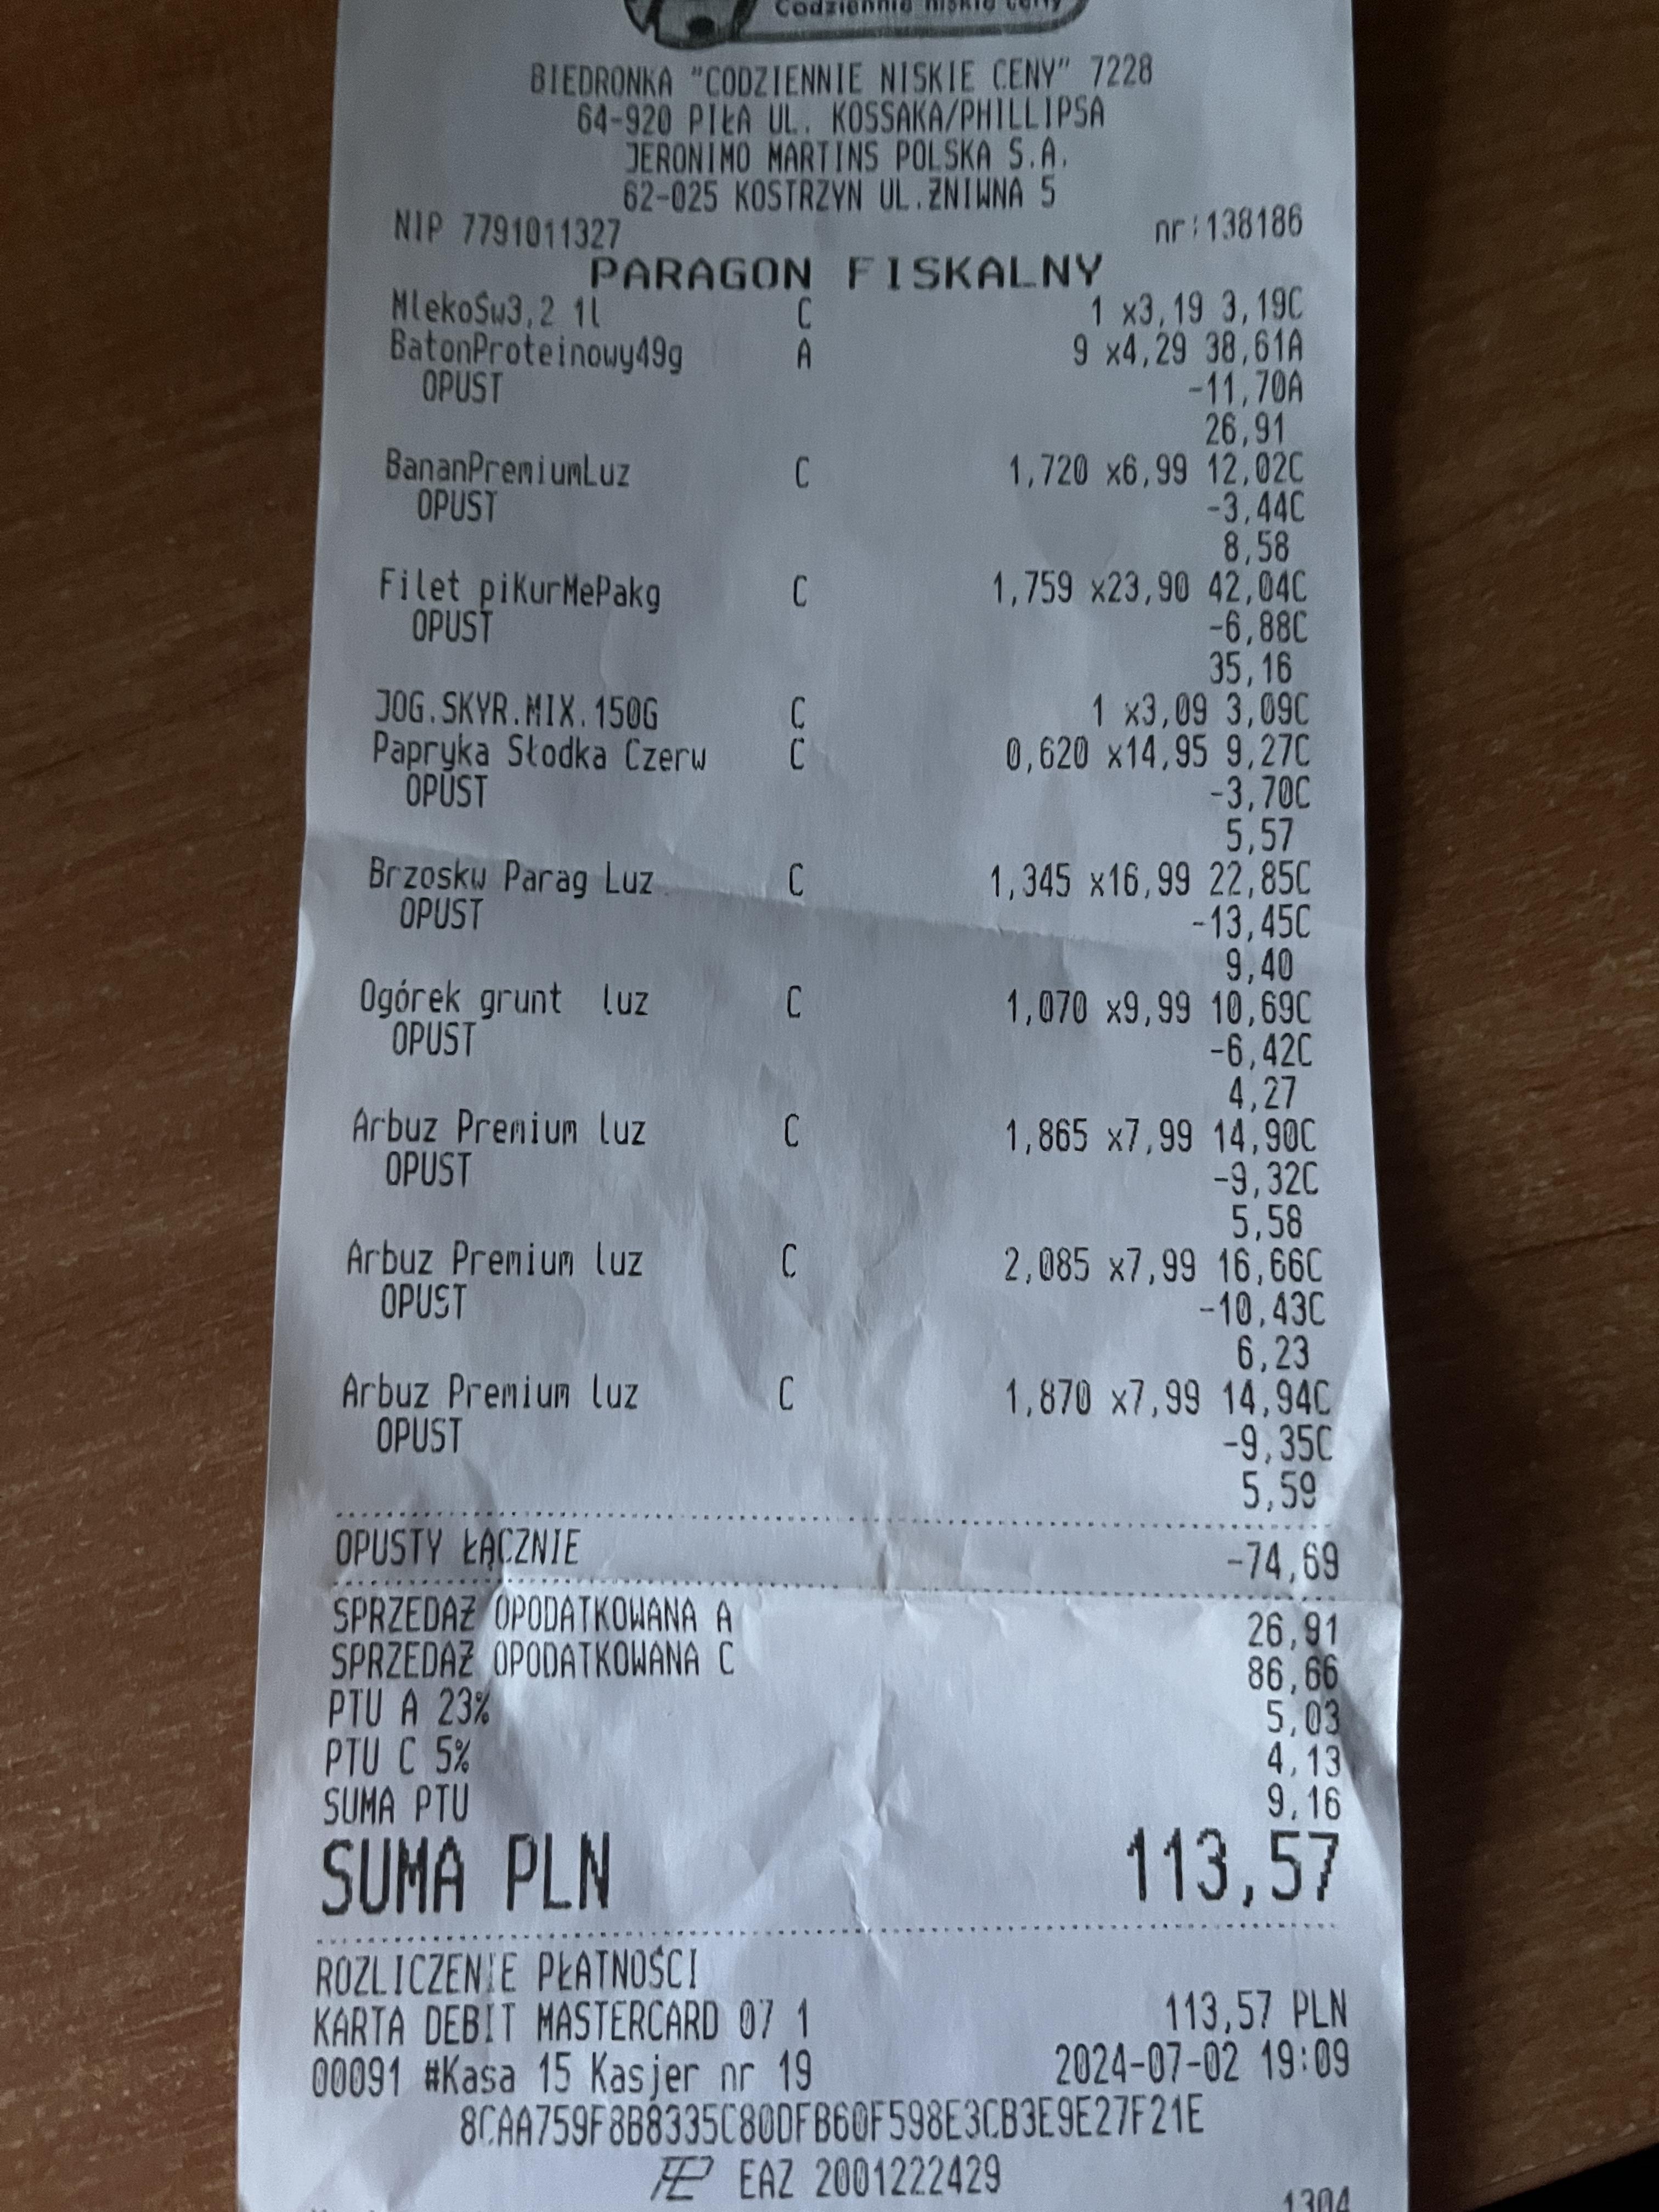 Codziennie niskie ceny
BIEDRONKA "CODZIENNIE NISKIE CENY" 7228
64-920 PIŁA UL. KOSSAKA/PHILLIPSA
JERONIMO MARTINS POLSKA S.A.
62-025 KOSTRZYN UL.ŻNIWNA 5
NIP 7791011327 nr:138186
PARAGON FISKALNY
MlekoŚw3,2 1l C 1 x3,19 3,19C
BatonProteinowy49g A 9 x4,29 38,61A
OPUST -11,70A
26,91
BananPremiumLuz C 1,720 x6,99 12,02C
OPUST -3,44C
8,58
Filet piKurMePakg C 1,759 x23,90 42,04C
OPUST -6,88C
35,16
JOG.SKYR.MIX.150G C 1 x3,09 3,09C
Papryka Słodka Czerw C 0,620 x14,95 9,27C
OPUST -3,70C
5,57
Brzoskw Parag Luz C 1,345 x16,99 22,85C
OPUST -13,45C
9,40
Ogórek grunt luz C 1,070 x9,99 10,69C
OPUST -6,42C
4,27
Arbuz Premium luz C 1,865 x7,99 14,90C
OPUST -9,32C
5,58
Arbuz Premium luz C 2,085 x7,99 16,66C
OPUST -10,43C
6,23
Arbuz Premium luz C 1,870 x7,99 14,94C
OPUST -9,35C
5,59
OPUSTY ŁĄCZNIE -74,69
SPRZEDAŻ OPODATKOWANA A 26,91
SPRZEDAŻ OPODATKOWANA C 86,66
PTU A 23% 5,03
PTU C 5% 4,13
SUMA PTU 9,16
SUMA PLN 113,57
ROZLICZENIE PŁATNOŚCI
KARTA DEBIT MASTERCARD 07 1 113,57 PLN
00091 #Kasa 15 Kasjer nr 19 2024-07-02 19:09
8CAA759F8B8335C80DFB60F598E3CB3E9E27F21E
EAZ 2001222429
1304